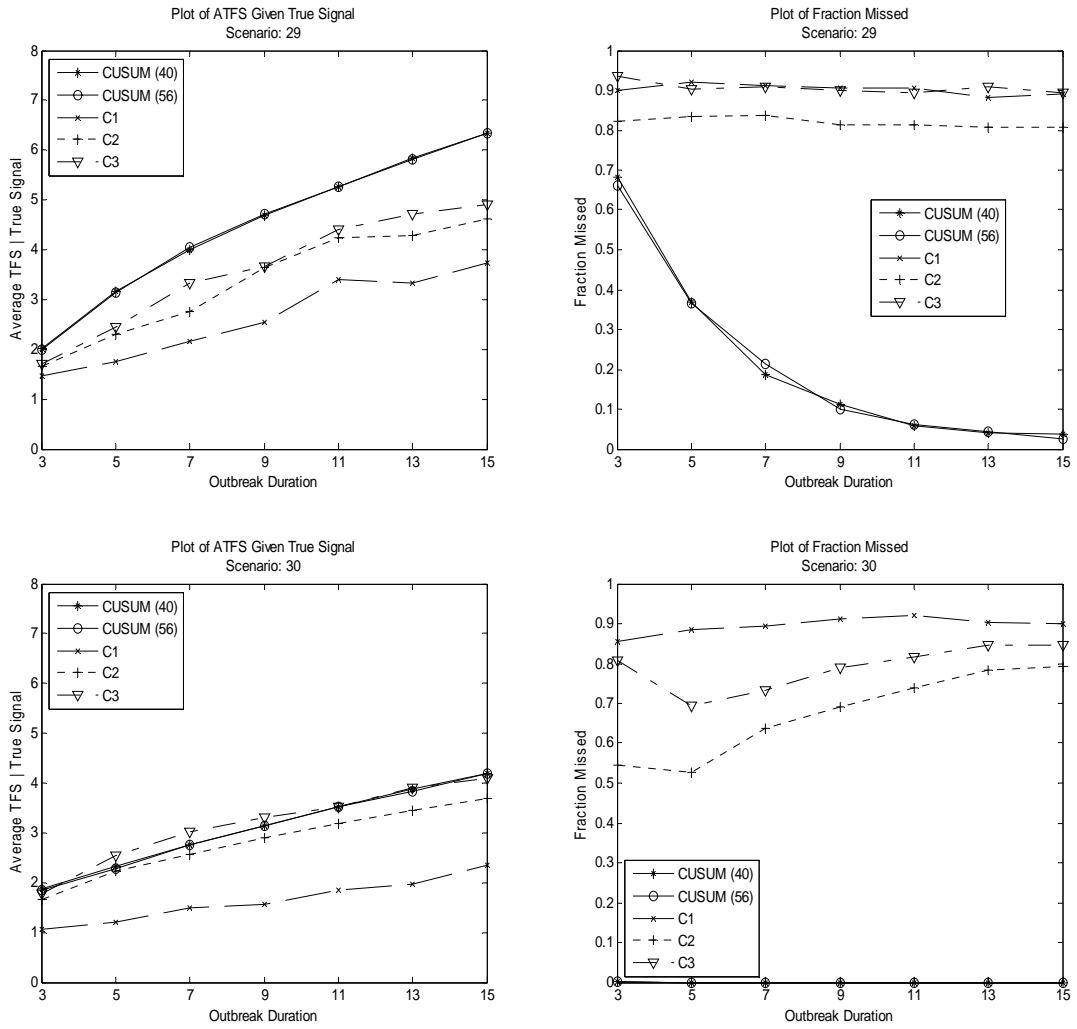 Plot of ATFS Given True Signal
Scenario: 29
8
7
6
5
4
3
2
1
0
Average TFS | True Signal
CUSUM (40)
CUSUM (56)
C1
C2
C3
3 5 7 9 11 13 15
Outbreak Duration
Plot of Fraction Missed
Scenario: 29
1
0.9
0.8
0.7
0.6
0.5
0.4
0.3
0.2
0.1
0
Fraction Missed
CUSUM (40)
CUSUM (56)
C1
C2
C3
3 5 7 9 11 13 15
Outbreak Duration
Plot of ATFS Given True Signal
Scenario: 30
8
7
6
5
4
3
2
1
0
Average TFS | True Signal
CUSUM (40)
CUSUM (56)
C1
C2
C3
3 5 7 9 11 13 15
Outbreak Duration
Plot of Fraction Missed
Scenario: 30
1
0.9
0.8
0.7
0.6
0.5
0.4
0.3
0.2
0.1
0
Fraction Missed
CUSUM (40)
CUSUM (56)
C1
C2
C3
3 5 7 9 11 13 15
Outbreak Duration